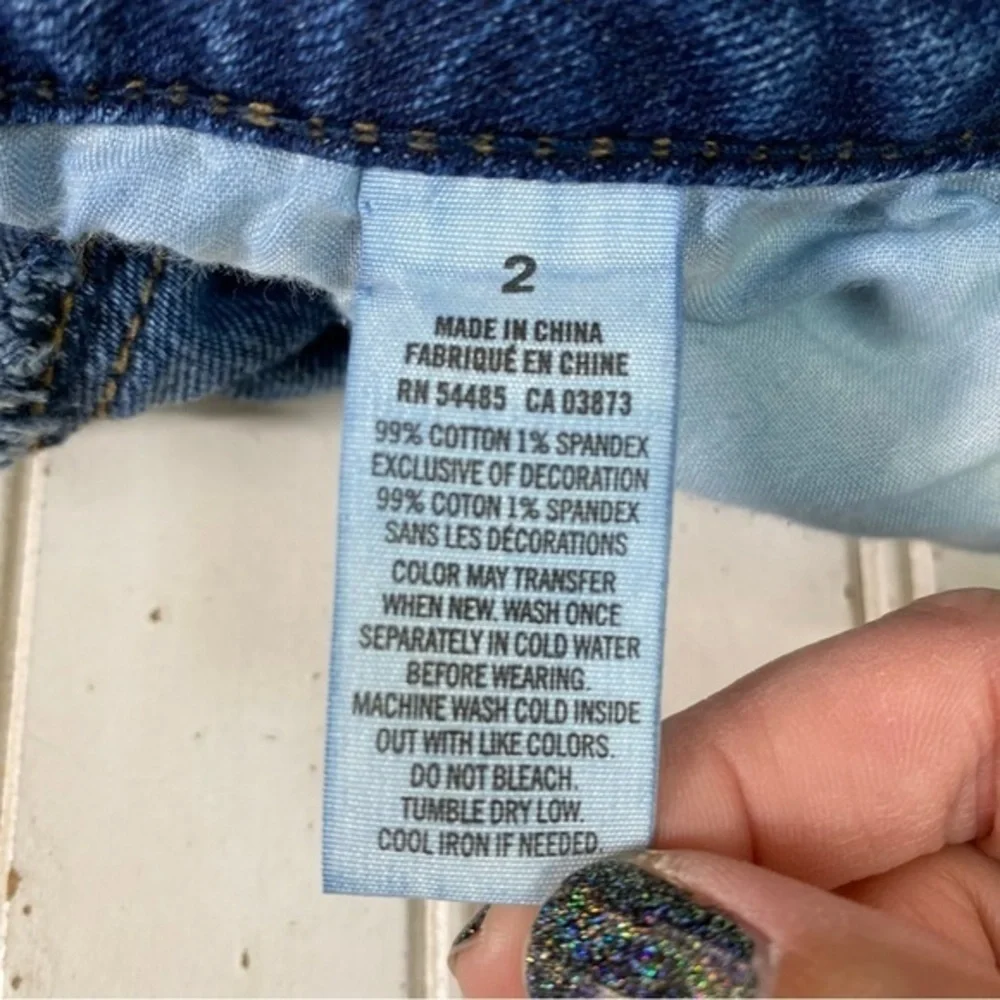 2
MADE IN CHINA
FABRIQUÉ EN CHINE
RN 54485 CA 03873
99% COTTON 1% SPANDEX
EXCLUSIVE OF DECORATION
99% COTON 1% SPANDEX
SANS LES DÉCORATIONS
COLOR MAY TRANSFER
WHEN NEW. WASH ONCE
SEPARATELY IN COLD WATER
BEFORE WEARING.
MACHINE WASH COLD INSIDE
OUT WITH LIKE COLORS.
DO NOT BLEACH.
TUMBLE DRY LOW.
COOL IRON IF NEEDED.